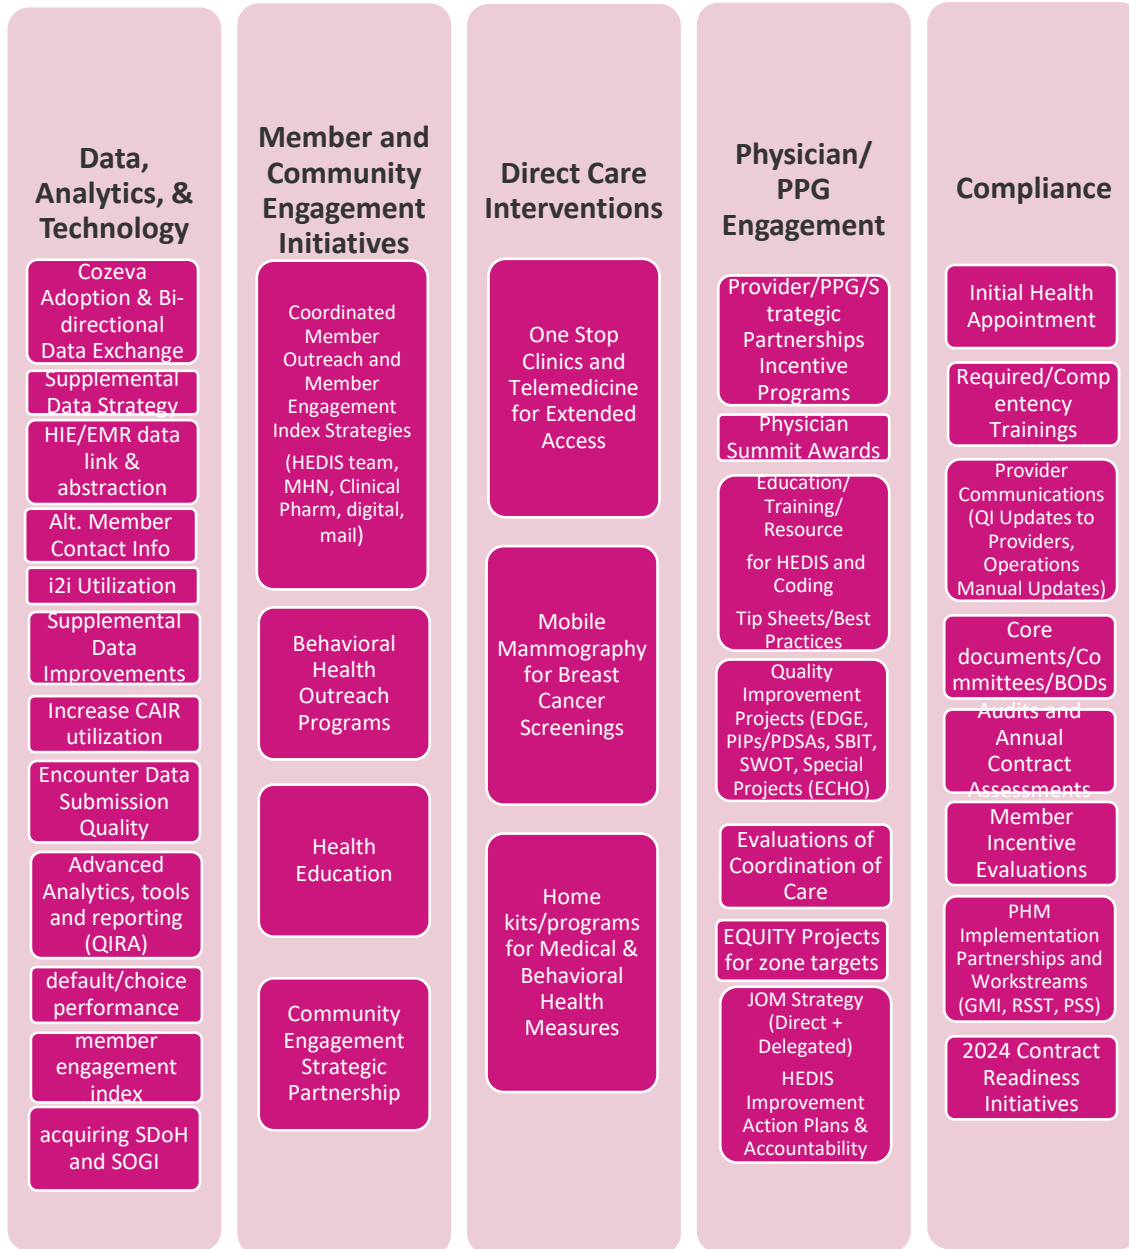 Data,
Analytics, &
Technology
Cozeva
Adoption & Bi-
directional
Data Exchange
Supplemental
Data Strategy
HIE/EMR data
link &
abstraction
Alt. Member
Contact Info
i2i Utilization
Supplemental
Data
Improvements
Increase CAIR
utilization
Encounter Data
Submission
Quality
Advanced
Analytics, tools
and reporting
(QIRA)
default/choice
performance
member
engagement
index
acquiring SDoH
and SOGI
Member and
Community
Engagement
Initiatives
Coordinated
Member
Outreach and
Member
Engagement
Index Strategies
(HEDIS team,
MHN, Clinical
Pharm, digital,
mail)
Behavioral
Health
Outreach
Programs
Health
Education
Community
Engagement
Strategic
Partnership
Direct Care
Interventions
One Stop
Clinics and
Telemedicine
for Extended
Access
Mobile
Mammography
for Breast
Cancer
Screenings
Home
kits/programs
for Medical &
Behavioral
Health
Measures
Physician/
PPG
Engagement
Provider/PPG/S
trategic
Partnerships
Incentive
Programs
Physician
Summit Awards
Education/
Training/
Resource
for HEDIS and
Coding
Tip Sheets/Best
Practices
Quality
Improvement
Projects (EDGE,
PIPs/PDSAs, SBIT,
SWOT, Special
Projects (ECHO)
Evaluations of
Coordination of
Care
EQUITY Projects
for zone targets
JOM Strategy
(Direct +
Delegated)
HEDIS
Improvement
Action Plans &
Accountability
Compliance
Initial Health
Appointment
Required/Comp
entency
Trainings
Provider
Communications
(QI Updates to
Providers,
Operations
Manual Updates)
Core
documents/Co
mmittees/BODs
Audits and
Annual
Contract
Assessments
Member
Incentive
Evaluations
PHM
Implementation
Partnerships and
Workstreams
(GMI, RSST, PSS)
2024 Contract
Readiness
Initiatives